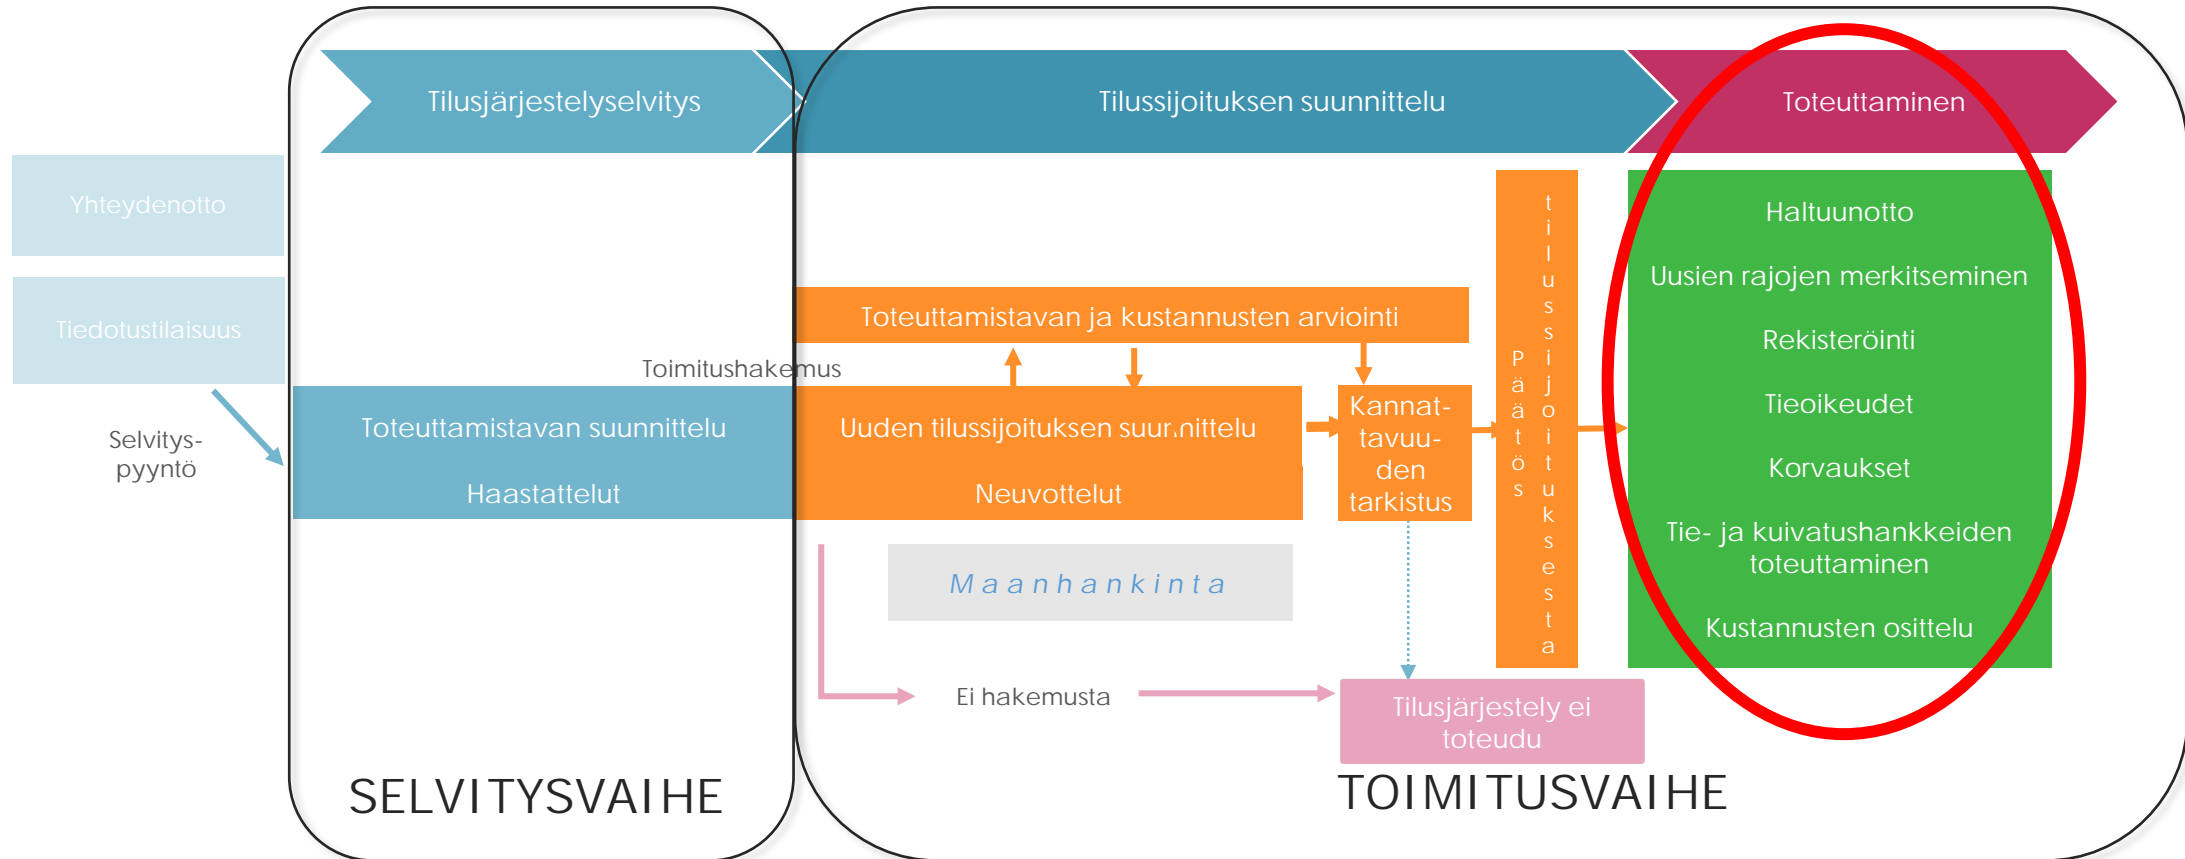 Tilusjärjestelyselvitys
Tilussijoituksen suunnittelu
Toteuttaminen
Yhteydenotto
Tiedotustilaisuus
Selvitys-
pyyntö
Toimitushakemus
Toteuttamistavan suunnittelu
Haastattelut
Toteuttamistavan ja kustannusten arviointi
Uuden tilussijoituksen suunnittelu
Neuvottelut
Kannat-
tavuu-
den
tarkistus
Päätös
tilussijoituksesta
Haltuunotto
Uusien rajojen merkitseminen
Rekisteröinti
Tieoikeudet
Korvaukset
Tie- ja kuivatushankkeiden
toteuttaminen
Kustannusten osittelu
Maanhankinta
Ei hakemusta
Tilusjärjestely ei
toteudu
SELVITYSVAIHE
TOIMITUSVAIHE